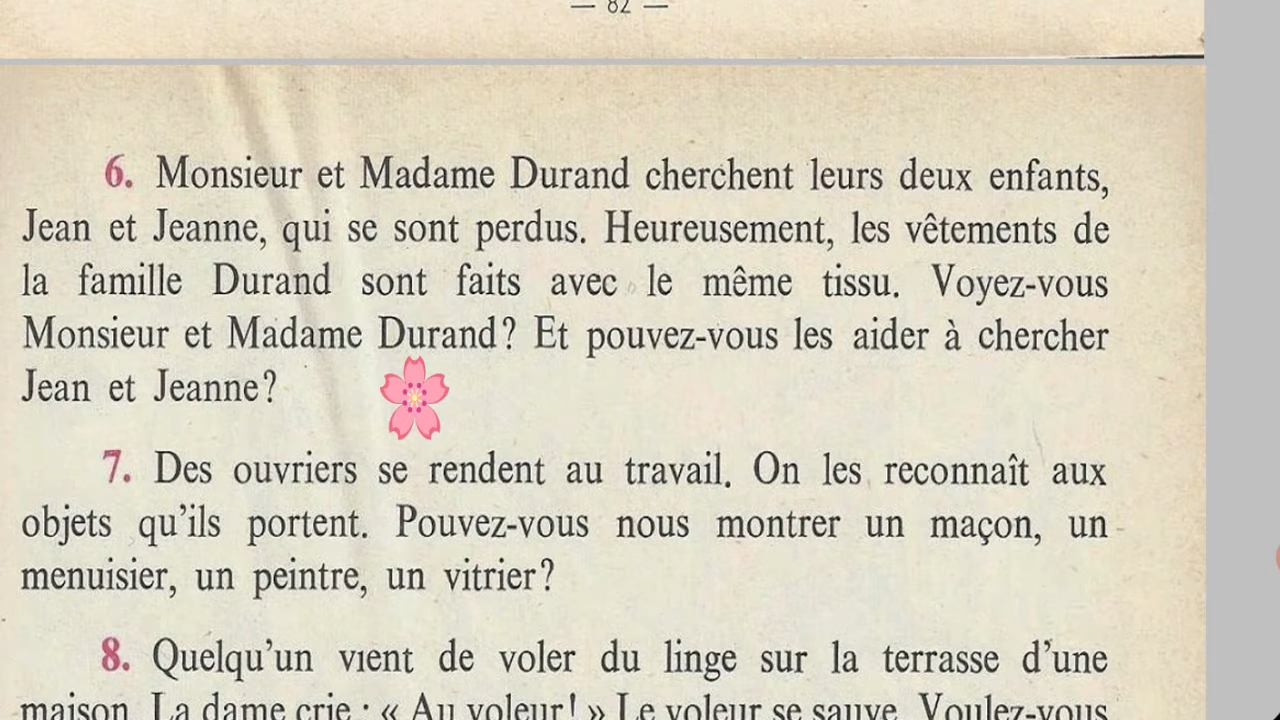 — 82 —
6. Monsieur et Madame Durand cherchent leurs deux enfants,
Jean et Jeanne, qui se sont perdus. Heureusement, les vêtements de
la famille Durand sont faits avec le même tissu. Voyez-vous
Monsieur et Madame Durand? Et pouvez-vous les aider à chercher
Jean et Jeanne?
7. Des ouvriers se rendent au travail. On les reconnaît aux
objets qu'ils portent. Pouvez-vous nous montrer un maçon, un
menuisier, un peintre, un vitrier?
8. Quelqu'un vient de voler du linge sur la terrasse d'une
maison. La dame crie : « Au voleur! » Le voleur se sauve. Voulez-vous